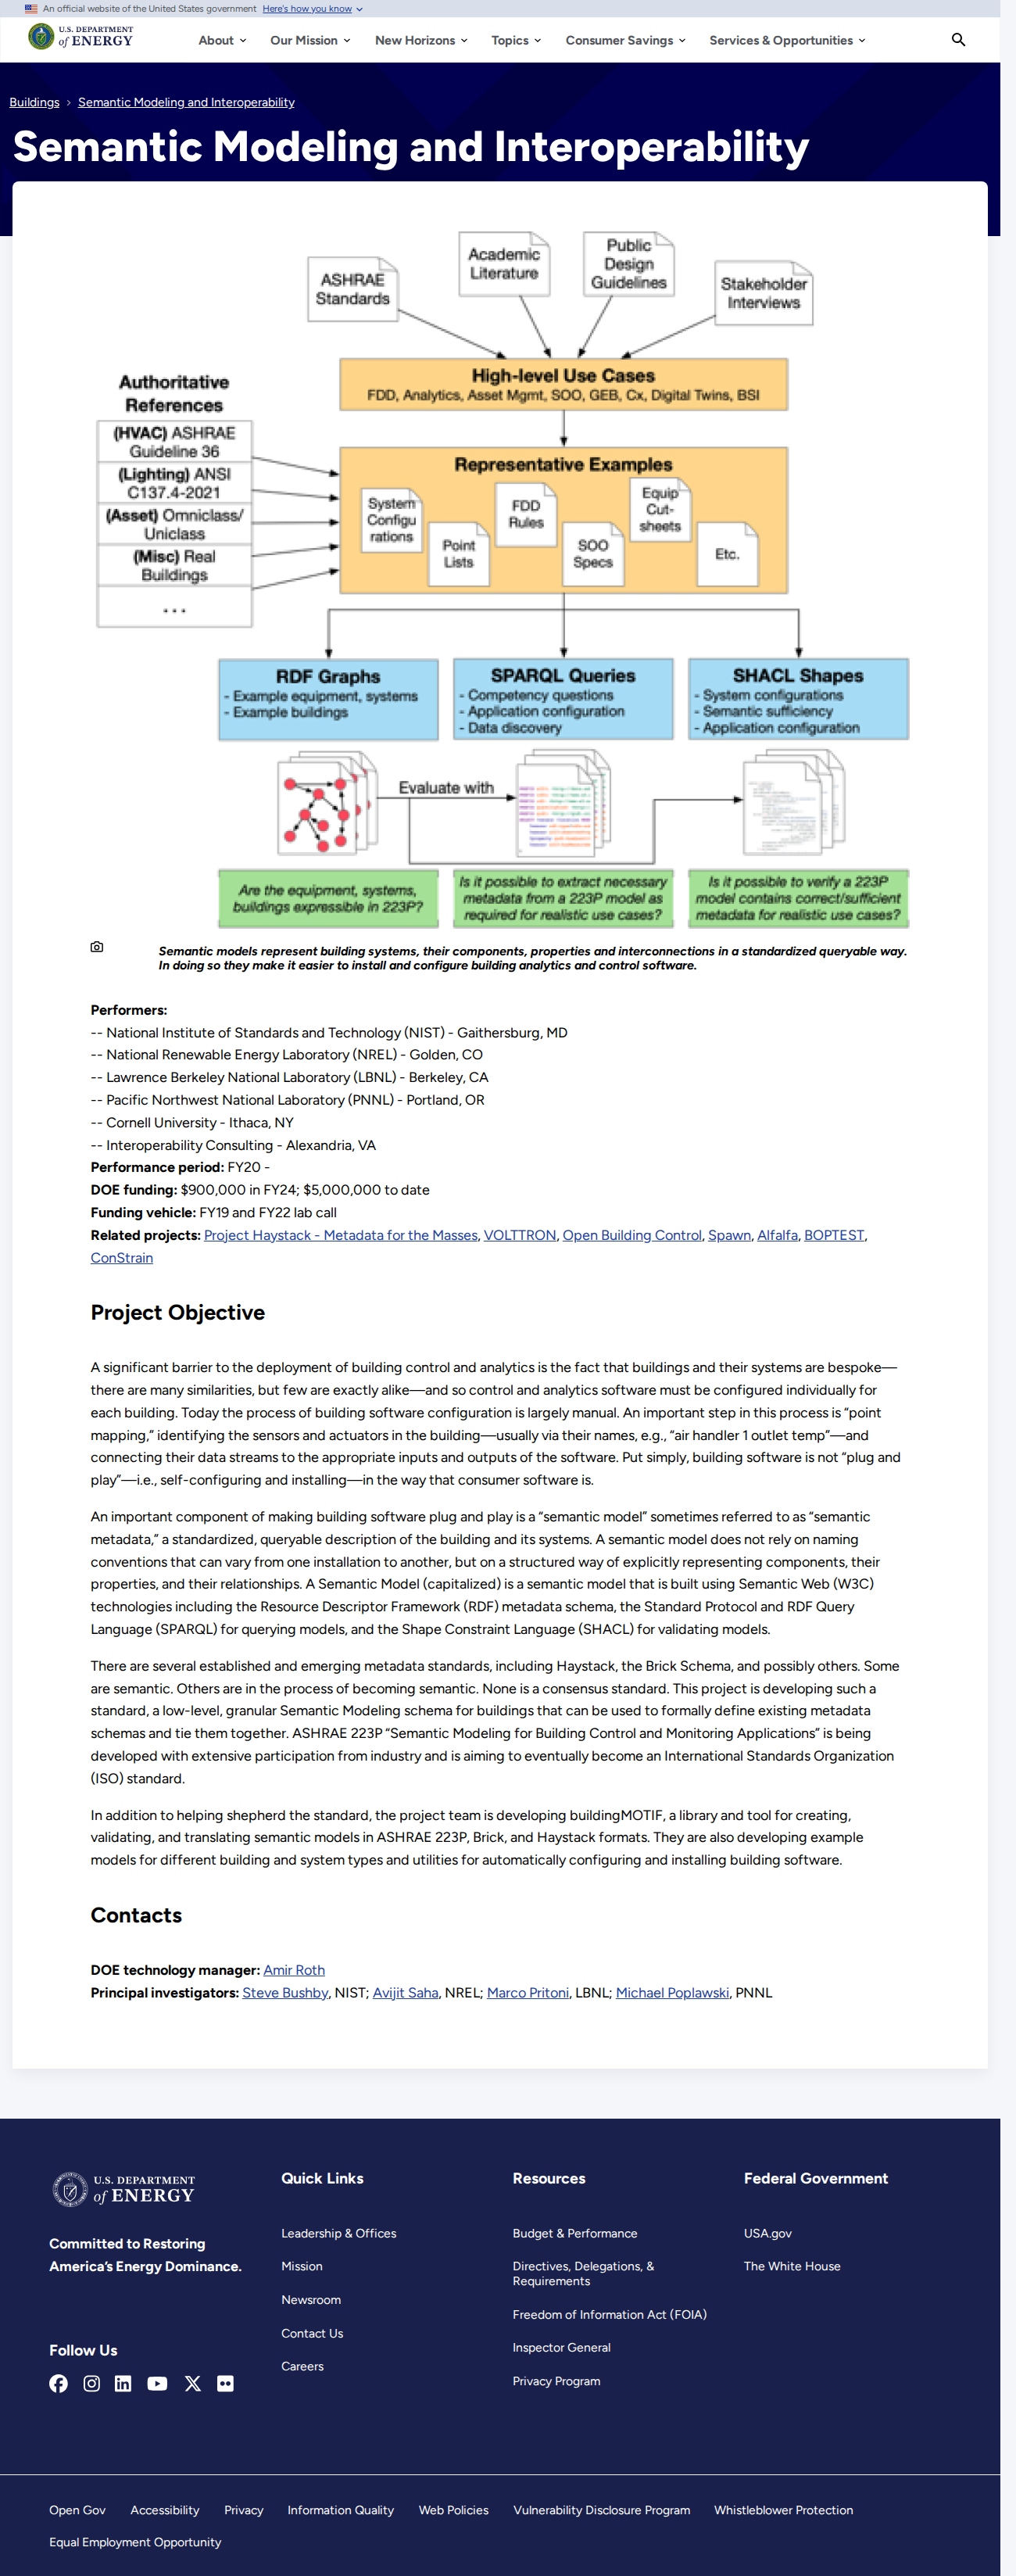 An official website of the United States government Here's how you know
U.S. DEPARTMENT
of ENERGY
About
Our Mission
New Horizons
Topics
Consumer Savings
Services & Opportunities
Buildings > Semantic Modeling and Interoperability
Semantic Modeling and Interoperability
ASHRAE
Standards
Academic
Literature
Public
Design
Guidelines
Stakeholder
Interviews
High-level Use Cases
FDD, Analytics, Asset Mgmt, SOO, GEB, Cx, Digital Twins, BSI
Authoritative
References
(HVAC) ASHRAE
Guideline 36
(Lighting) ANSI
C137.4-2021
(Asset) Omniclass/
Uniclass
(Misc) Real
Buildings
...
Representative Examples
System
Configu
rations
Point
Lists
FDD
Rules
SOO
Specs
Equip
Cut-
sheets
Etc.
RDF Graphs
- Example equipment, systems
- Example buildings
SPARQL Queries
- Competency questions
- Application configuration
- Data discovery
SHACL Shapes
- System configurations
- Semantic sufficiency
- Application configuration
Evaluate with
Are the equipment, systems,
buildings expressible in 223P?
Is it possible to extract necessary
metadata from a 223P model as
required for realistic use cases?
Is it possible to verify a 223P
model contains correct/sufficient
metadata for realistic use cases?
Semantic models represent building systems, their components, properties and interconnections in a standardized queryable way.
In doing so they make it easier to install and configure building analytics and control software.
Performers:
-- National Institute of Standards and Technology (NIST) - Gaithersburg, MD
-- National Renewable Energy Laboratory (NREL) - Golden, CO
-- Lawrence Berkeley National Laboratory (LBNL) - Berkeley, CA
-- Pacific Northwest National Laboratory (PNNL) - Portland, OR
-- Cornell University - Ithaca, NY
-- Interoperability Consulting - Alexandria, VA
Performance period: FY20 -
DOE funding: $900,000 in FY24; $5,000,000 to date
Funding vehicle: FY19 and FY22 lab call
Related projects: Project Haystack - Metadata for the Masses, VOLTTRON, Open Building Control, Spawn, Alfalfa, BOPTEST,
ConStrain
Project Objective
A significant barrier to the deployment of building control and analytics is the fact that buildings and their systems are bespoke—
there are many similarities, but few are exactly alike—and so control and analytics software must be configured individually for
each building. Today the process of building software configuration is largely manual. An important step in this process is “point
mapping,” identifying the sensors and actuators in the building—usually via their names, e.g., “air handler 1 outlet temp”—and
connecting their data streams to the appropriate inputs and outputs of the software. Put simply, building software is not “plug and
play”—i.e., self-configuring and installing—in the way that consumer software is.
An important component of making building software plug and play is a “semantic model” sometimes referred to as “semantic
metadata,” a standardized, queryable description of the building and its systems. A semantic model does not rely on naming
conventions that can vary from one installation to another, but on a structured way of explicitly representing components, their
properties, and their relationships. A Semantic Model (capitalized) is a semantic model that is built using Semantic Web (W3C)
technologies including the Resource Descriptor Framework (RDF) metadata schema, the Standard Protocol and RDF Query
Language (SPARQL) for querying models, and the Shape Constraint Language (SHACL) for validating models.
There are several established and emerging metadata standards, including Haystack, the Brick Schema, and possibly others. Some
are semantic. Others are in the process of becoming semantic. None is a consensus standard. This project is developing such a
standard, a low-level, granular Semantic Modeling schema for buildings that can be used to formally define existing metadata
schemas and tie them together. ASHRAE 223P “Semantic Modeling for Building Control and Monitoring Applications” is being
developed with extensive participation from industry and is aiming to eventually become an International Standards Organization
(ISO) standard.
In addition to helping shepherd the standard, the project team is developing buildingMOTIF, a library and tool for creating,
validating, and translating semantic models in ASHRAE 223P, Brick, and Haystack formats. They are also developing example
models for different building and system types and utilities for automatically configuring and installing building software.
Contacts
DOE technology manager: Amir Roth
Principal investigators: Steve Bushby, NIST; Avijit Saha, NREL; Marco Pritoni, LBNL; Michael Poplawski, PNNL
U.S. DEPARTMENT
of ENERGY
Committed to Restoring
America’s Energy Dominance.
Follow Us
Quick Links
Leadership & Offices
Mission
Newsroom
Contact Us
Careers
Resources
Budget & Performance
Directives, Delegations, &
Requirements
Freedom of Information Act (FOIA)
Inspector General
Privacy Program
Federal Government
USA.gov
The White House
Open Gov
Accessibility
Privacy
Information Quality
Web Policies
Vulnerability Disclosure Program
Whistleblower Protection
Equal Employment Opportunity